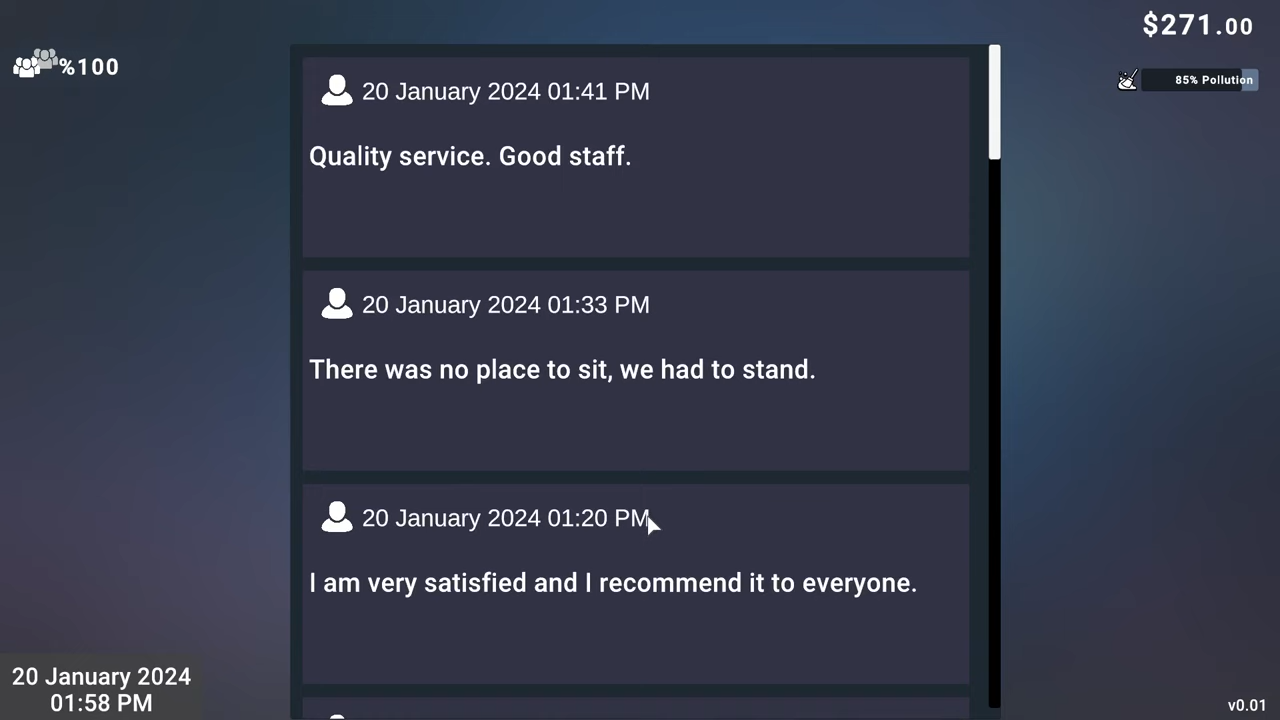 $271.00
%100
85% Pollution
20 January 2024 01:41 PM
Quality service. Good staff.
20 January 2024 01:33 PM
There was no place to sit, we had to stand.
20 January 2024 01:20 PM
I am very satisfied and I recommend it to everyone.
20 January 2024
01:58 PM
v0.01